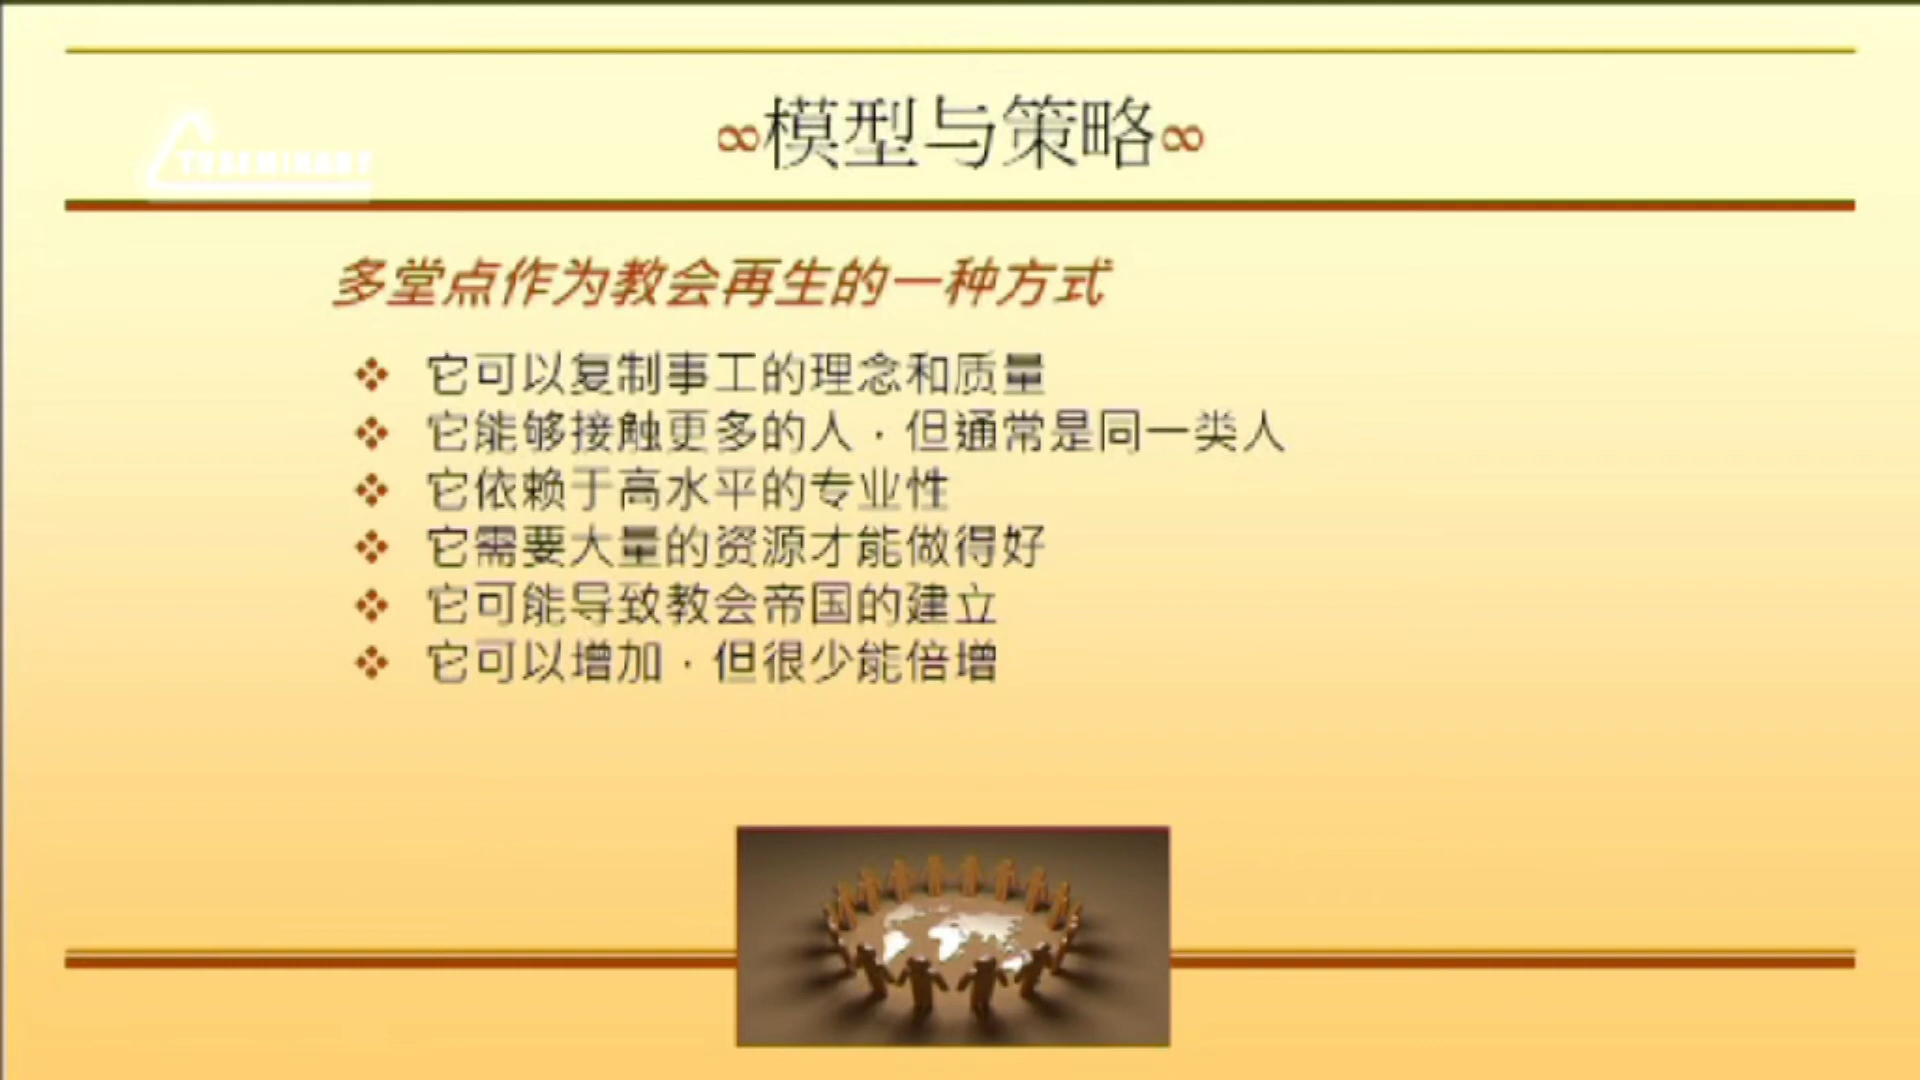 ∞模型与策略∞
多堂点作为教会再生的一种方式
❖ 它可以复制事工的理念和质量
❖ 它能够接触更多的人，但通常是同一类人
❖ 它依赖于高水平的专业性
❖ 它需要大量的资源才能做得好
❖ 它可能导致教会帝国的建立
❖ 它可以增加，但很少能倍增